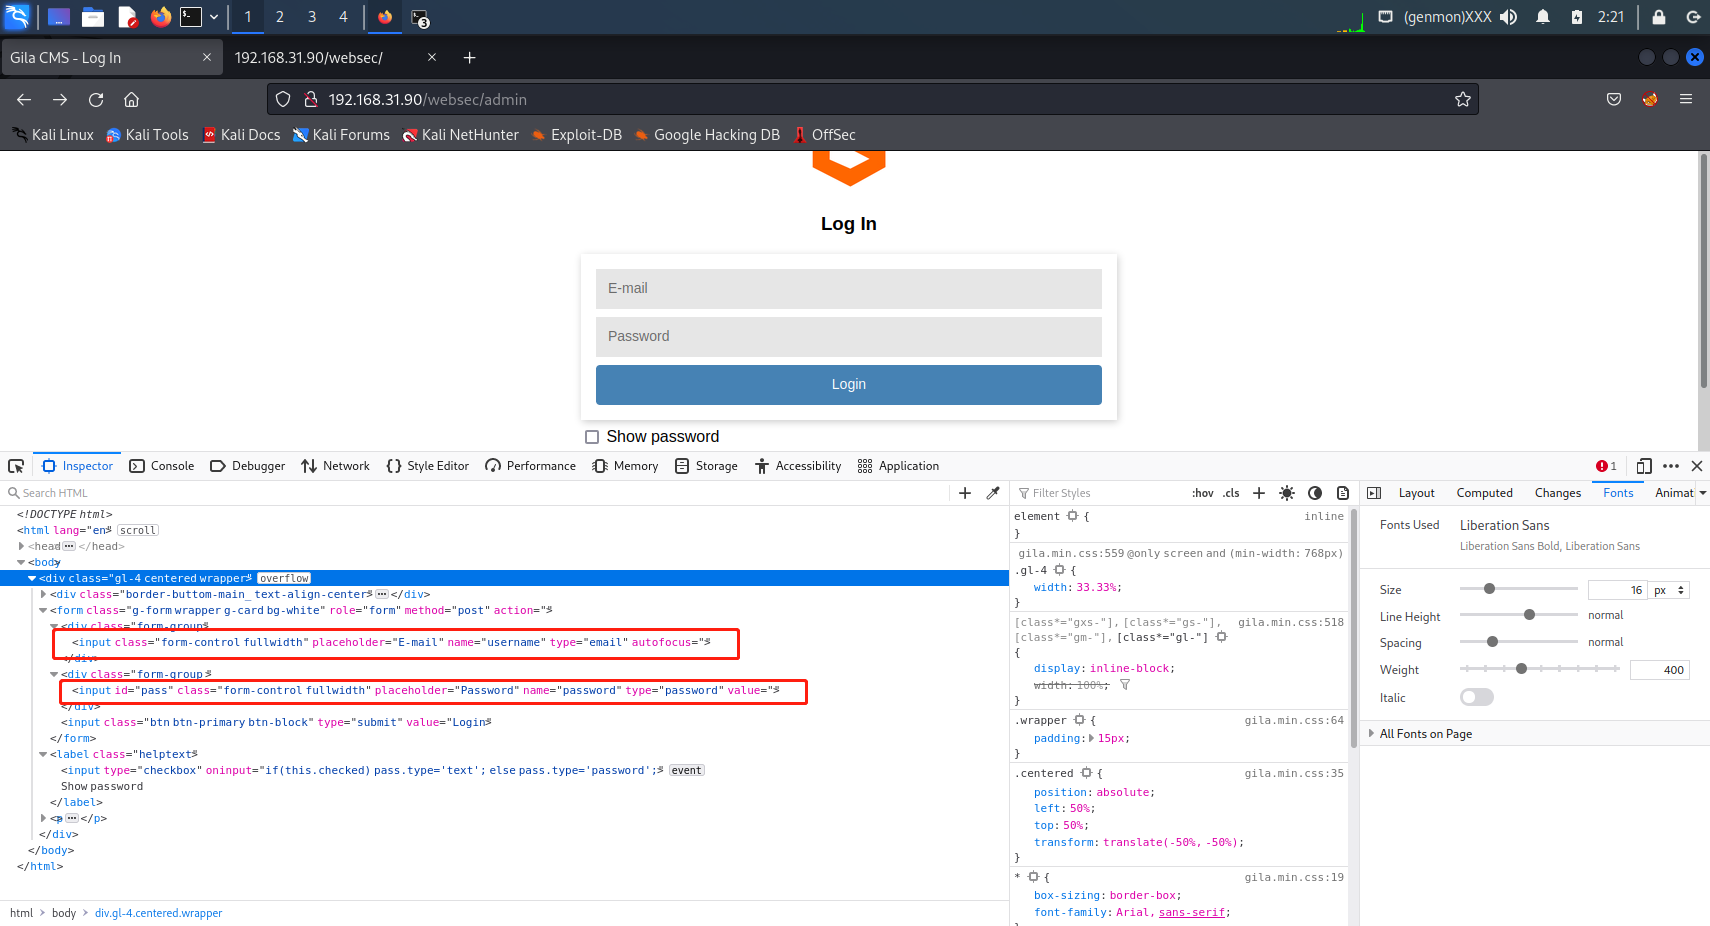 1 2 3 4 3 (genmon)XXX 2:21
Gila CMS - Log In 192.168.31.90/websec/
192.168.31.90/websec/admin
Kali Linux Kali Tools Kali Docs Kali Forums Kali NetHunter Exploit-DB Google Hacking DB OffSec
Log In
E-mail
Password
Login
Show password
Inspector Console Debugger Network Style Editor Performance Memory Storage Accessibility Application 1
Search HTML
<!DOCTYPE html>
<html lang="en"> scroll
<head> </head>
<body>
<div class="gl-4 centered wrapper"> overflow
<div class="border-buttom-main_ text-align-center"> </div>
<form class="g-form wrapper g-card bg-white" role="form" method="post" action="">
<div class="form-group">
<input class="form-control fullwidth" placeholder="E-mail" name="username" type="email" autofocus="">
</div>
<div class="form-group">
<input id="pass" class="form-control fullwidth" placeholder="Password" name="password" type="password" value="">
</div>
<input class="btn btn-primary btn-block" type="submit" value="Login">
</form>
<label class="helptext">
<input type="checkbox" oninput="if(this.checked) pass.type='text'; else pass.type='password';"> event
Show password
</label>
<p> </p>
</div>
</body>
</html>
html body div.gl-4.centered.wrapper
Filter Styles :hov .cls
element { inline
}
gila.min.css:559 @only screen and (min-width: 768px)
.gl-4 {
width: 33.33%;
}
[class*="gxs-"], [class*="gs-"], gila.min.css:518
[class*="gm-"], [class*="gl-"]
{
display: inline-block;
width: 100%;
}
.wrapper { gila.min.css:64
padding: 15px;
}
.centered { gila.min.css:35
position: absolute;
left: 50%;
top: 50%;
transform: translate(-50%, -50%);
}
* { gila.min.css:19
box-sizing: border-box;
font-family: Arial, sans-serif;
}
Layout Computed Changes Fonts Animat
Fonts Used Liberation Sans
Liberation Sans Bold, Liberation Sans
Size 16 px
Line Height normal
Spacing normal
Weight 400
Italic
All Fonts on Page